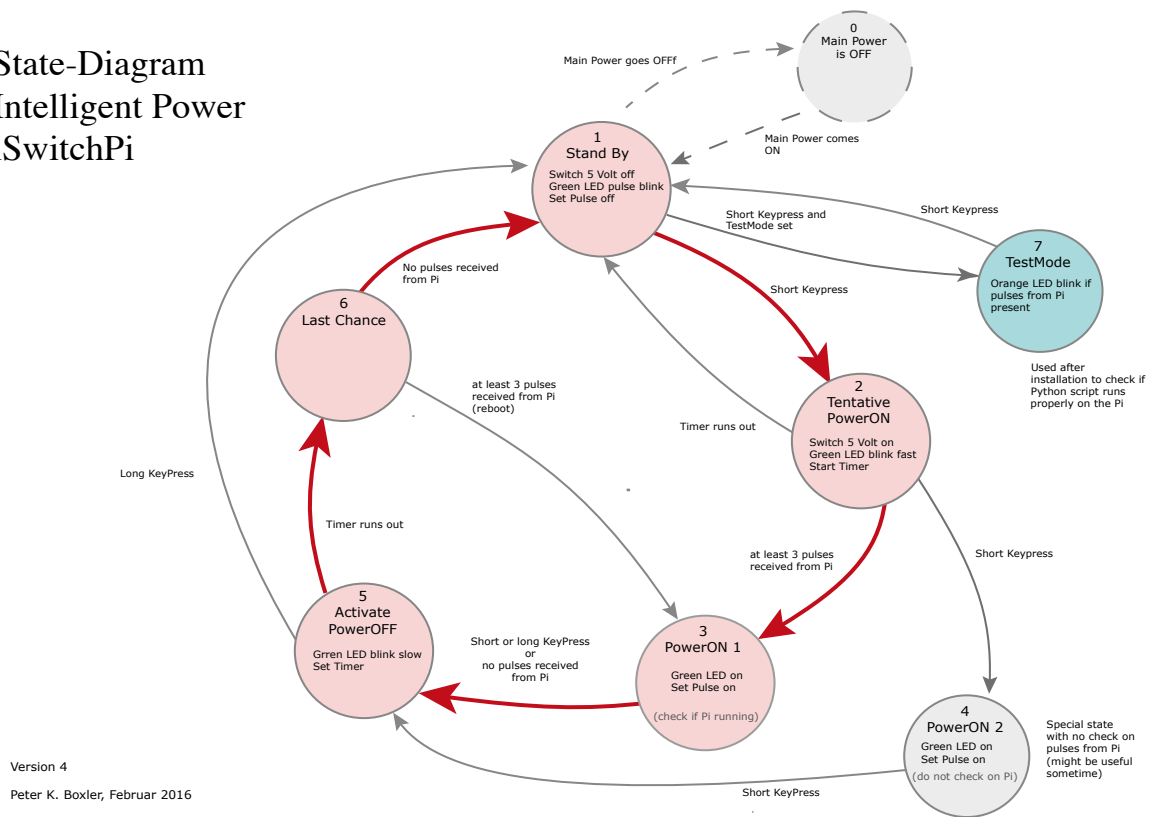 State-Diagram
Intelligent Power
SwitchPi
0
Main Power
is OFF
Main Power goes OFFf
Main Power comes
ON
1
Stand By
Switch 5 Volt off
Green LED pulse blink
Set Pulse off
Short Keypress
Short Keypress and
TestMode set
7
TestMode
Orange LED blink if
pulses from Pi
present
Used after
installation to check if
Python script runs
properly on the Pi
No pulses received
from Pi
Short Keypress
6
Last Chance
at least 3 pulses
received from Pi
(reboot)
Timer runs out
2
Tentative
PowerON
Switch 5 Volt on
Green LED blink fast
Start Timer
Long KeyPress
Timer runs out
at least 3 pulses
received from Pi
Short Keypress
5
Activate
PowerOFF
Grren LED blink slow
Set Timer
Short or long KeyPress
or
no pulses received
from Pi
3
PowerON 1
Green LED on
Set Pulse on
(check if Pi running)
4
PowerON 2
Green LED on
Set Pulse on
(do not check on Pi)
Special state
with no check on
pulses from Pi
(might be useful
sometime)
Short KeyPress
Version 4
Peter K. Boxler, Februar 2016